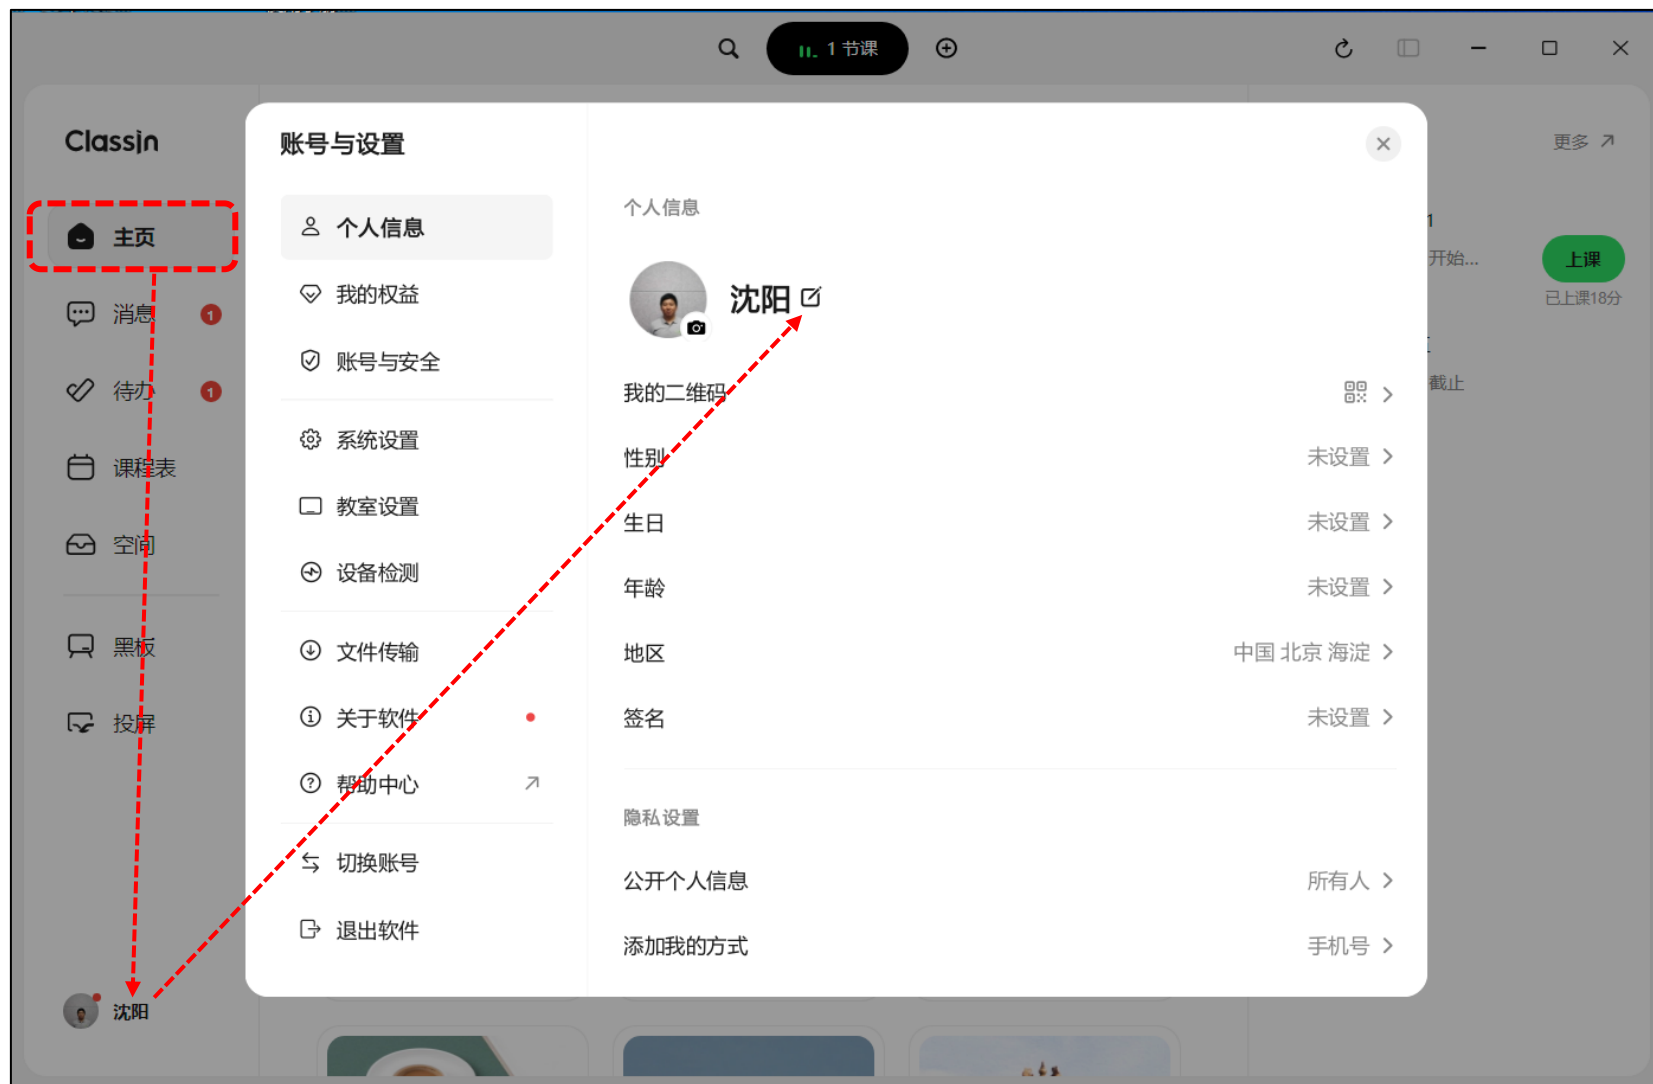 1 节课
ClassIn
主页
消息 1
待办 1
课程表
空间
黑板
投屏
沈阳
账号与设置
个人信息
我的权益
账号与安全
系统设置
教室设置
设备检测
文件传输
关于软件
帮助中心
切换账号
退出软件
个人信息
沈阳
我的二维码
性别 未设置
生日 未设置
年龄 未设置
地区 中国 北京 海淀
签名 未设置
隐私设置
公开个人信息 所有人
添加我的方式 手机号
更多
1
开始...
上课
已上课18分
截止